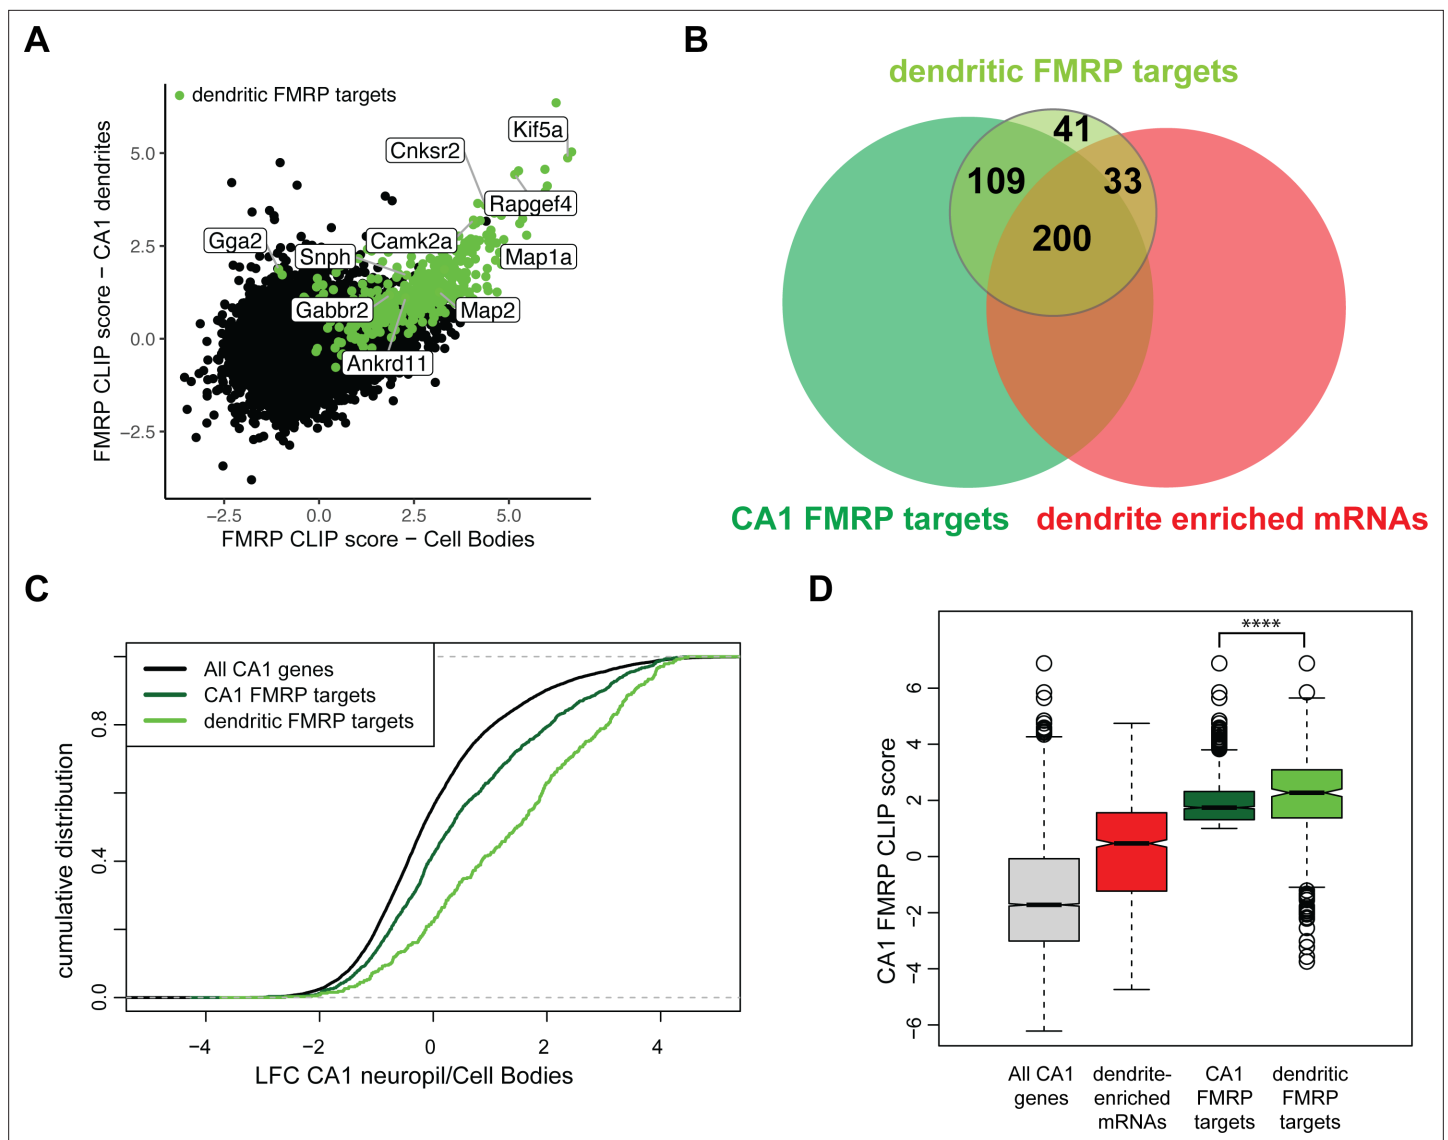 A
dendritic FMRP targets
Kif5a
Cnksr2
Rapgef4
Gga2
Camk2a
Snph
Map1a
Gabbr2
Map2
Ankrd11
5.0
2.5
0.0
−2.5
FMRP CLIP score − CA1 dendrites
−2.5
0.0
2.5
5.0
FMRP CLIP score − Cell Bodies
B
dendritic FMRP targets
41
109
33
200
CA1 FMRP targets
dendrite enriched mRNAs
C
All CA1 genes
CA1 FMRP targets
dendritic FMRP targets
0.8
0.4
0.0
cumulative distribution
−4
−2
0
2
4
LFC CA1 neuropil/Cell Bodies
D
****
6
4
2
0
−2
−4
−6
CA1 FMRP CLIP score
All CA1
genes
dendrite-
enriched
mRNAs
CA1
FMRP
targets
dendritic
FMRP
targets